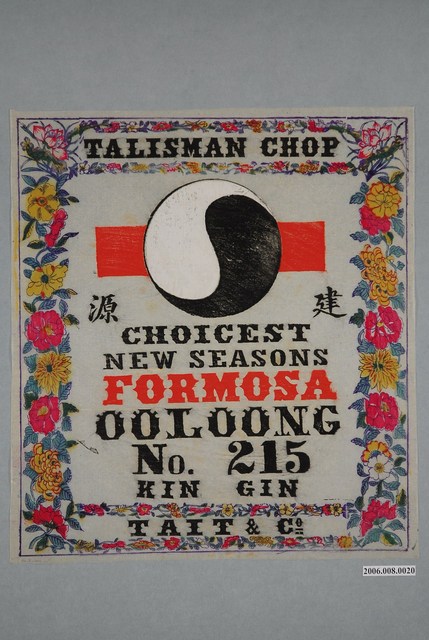 TALISMAN CHOP
源 建
CHOICEST
NEW SEASONS
FORMOSA
OOLOONG
No. 215
KIN GIN
TAIT & Co
2006.008.0020